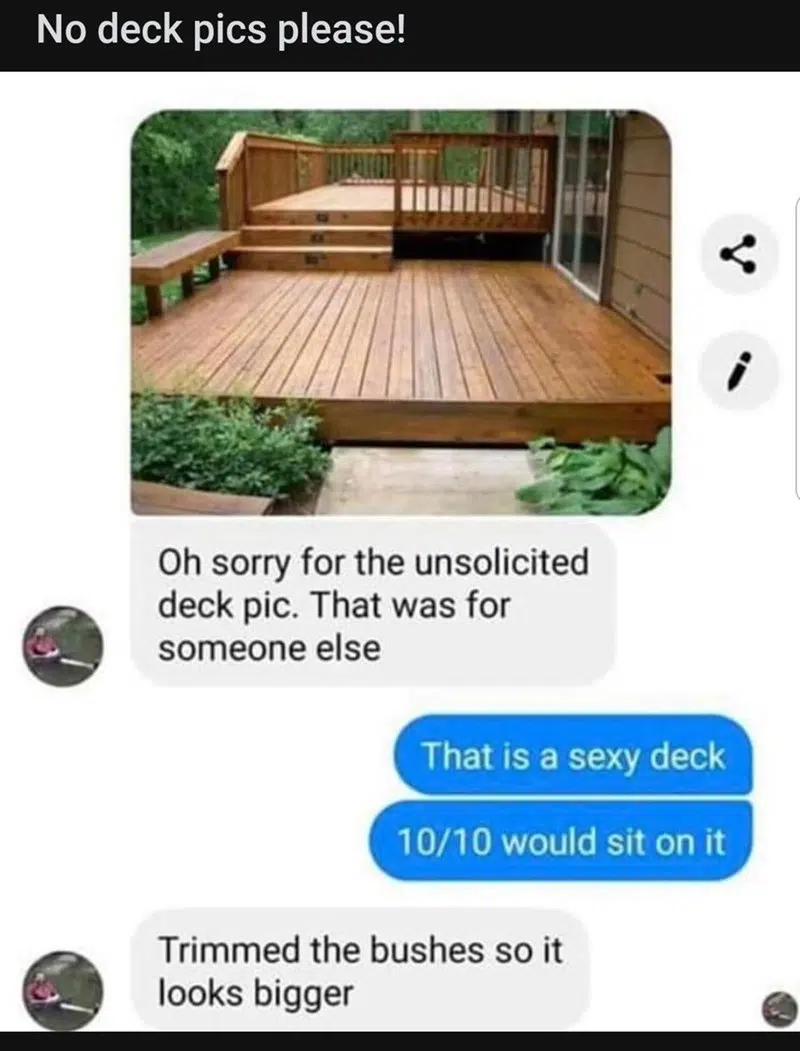 No deck pics please!
Oh sorry for the unsolicited
deck pic. That was for
someone else
That is a sexy deck
10/10 would sit on it
Trimmed the bushes so it
looks bigger